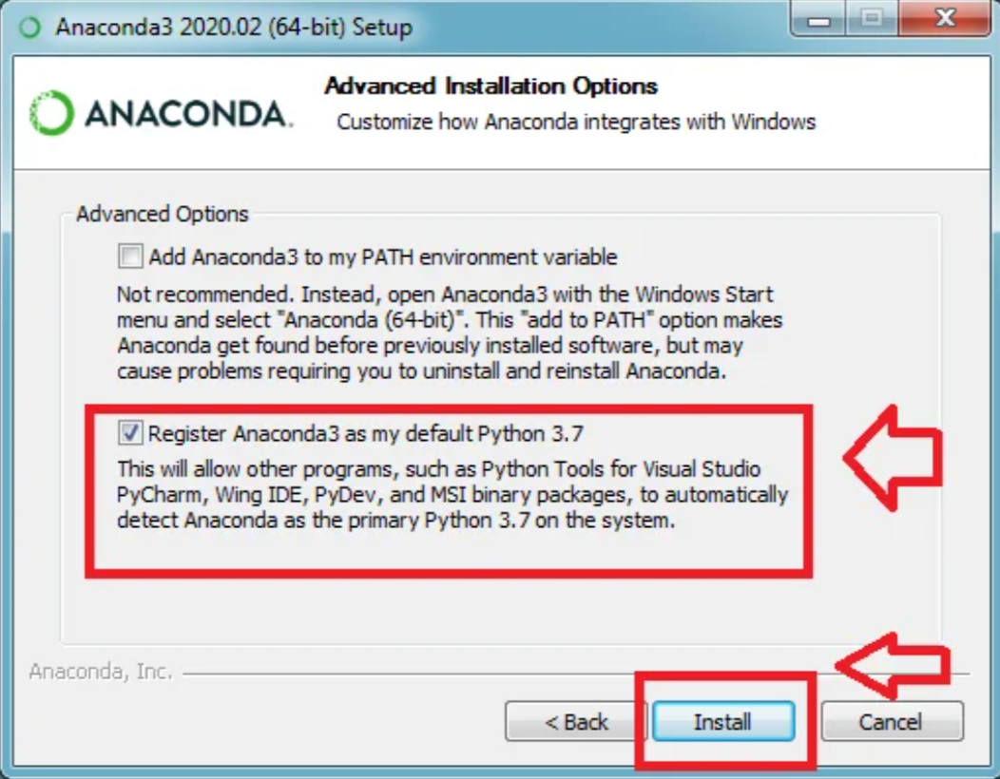 Anaconda3 2020.02 (64-bit) Setup
ANACONDA.
Advanced Installation Options
Customize how Anaconda integrates with Windows
Advanced Options
Add Anaconda3 to my PATH environment variable
Not recommended. Instead, open Anaconda3 with the Windows Start
menu and select "Anaconda (64-bit)". This "add to PATH" option makes
Anaconda get found before previously installed software, but may
cause problems requiring you to uninstall and reinstall Anaconda.
Register Anaconda3 as my default Python 3.7
This will allow other programs, such as Python Tools for Visual Studio
PyCharm, Wing IDE, PyDev, and MSI binary packages, to automatically
detect Anaconda as the primary Python 3.7 on the system.
Anaconda, Inc.
< Back
Install
Cancel